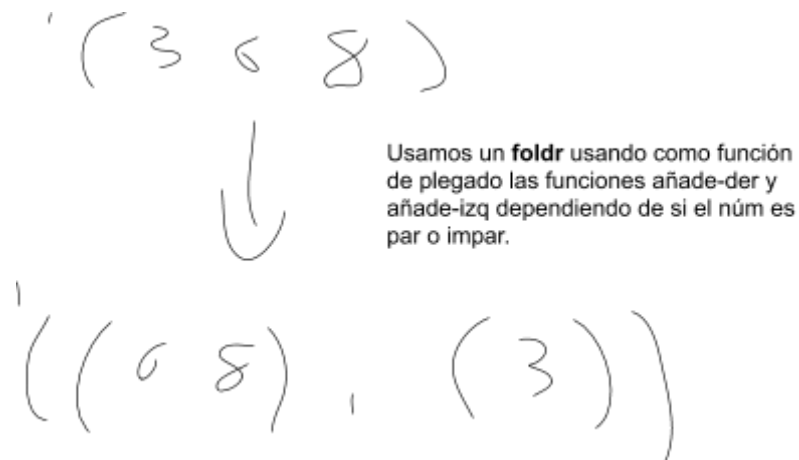 '(3 6 8)
Usamos un foldr usando como función
de plegado las funciones añade-der y
añade-izq dependiendo de si el núm es
par o impar.
'((6 8) . (3))